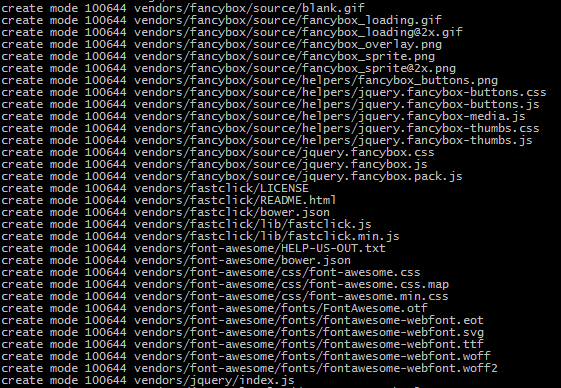 create mode 100644 vendors/fancybox/source/blank.gif
create mode 100644 vendors/fancybox/source/fancybox_loading.gif
create mode 100644 vendors/fancybox/source/fancybox_loading@2x.gif
create mode 100644 vendors/fancybox/source/fancybox_overlay.png
create mode 100644 vendors/fancybox/source/fancybox_sprite.png
create mode 100644 vendors/fancybox/source/fancybox_sprite@2x.png
create mode 100644 vendors/fancybox/source/helpers/fancybox_buttons.png
create mode 100644 vendors/fancybox/source/helpers/jquery.fancybox-buttons.css
create mode 100644 vendors/fancybox/source/helpers/jquery.fancybox-buttons.js
create mode 100644 vendors/fancybox/source/helpers/jquery.fancybox-media.js
create mode 100644 vendors/fancybox/source/helpers/jquery.fancybox-thumbs.css
create mode 100644 vendors/fancybox/source/helpers/jquery.fancybox-thumbs.js
create mode 100644 vendors/fancybox/source/jquery.fancybox.css
create mode 100644 vendors/fancybox/source/jquery.fancybox.js
create mode 100644 vendors/fancybox/source/jquery.fancybox.pack.js
create mode 100644 vendors/fastclick/LICENSE
create mode 100644 vendors/fastclick/README.html
create mode 100644 vendors/fastclick/bower.json
create mode 100644 vendors/fastclick/lib/fastclick.js
create mode 100644 vendors/fastclick/lib/fastclick.min.js
create mode 100644 vendors/font-awesome/HELP-US-OUT.txt
create mode 100644 vendors/font-awesome/bower.json
create mode 100644 vendors/font-awesome/css/font-awesome.css
create mode 100644 vendors/font-awesome/css/font-awesome.css.map
create mode 100644 vendors/font-awesome/css/font-awesome.min.css
create mode 100644 vendors/font-awesome/fonts/FontAwesome.otf
create mode 100644 vendors/font-awesome/fonts/fontawesome-webfont.eot
create mode 100644 vendors/font-awesome/fonts/fontawesome-webfont.svg
create mode 100644 vendors/font-awesome/fonts/fontawesome-webfont.ttf
create mode 100644 vendors/font-awesome/fonts/fontawesome-webfont.woff
create mode 100644 vendors/font-awesome/fonts/fontawesome-webfont.woff2
create mode 100644 vendors/jquery/index.js